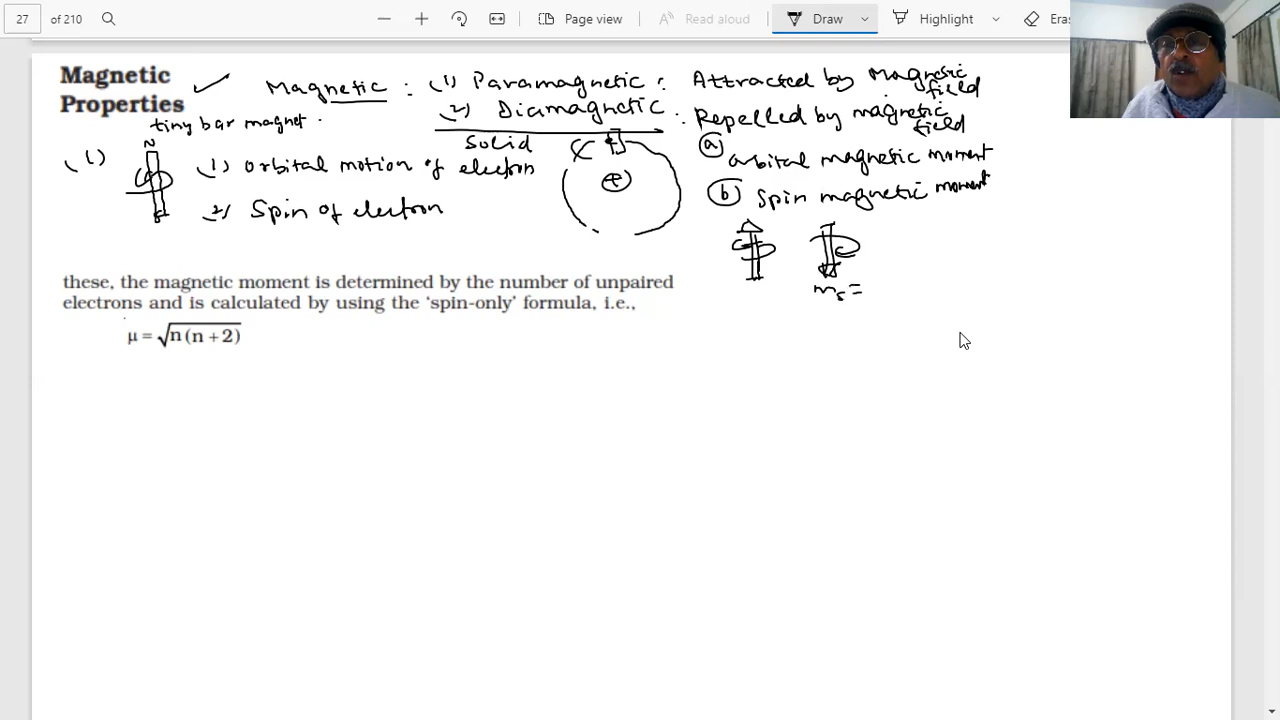 27 of 210 Page view Read aloud Draw Highlight Eras
Magnetic
Properties
Magnetic : (1) Paramagnetic : Attracted by Magnetic field
(2) Diamagnetic : Repelled by magnetic field
tiny bar magnet .
Solid
(a) orbital magnetic moment
(1) N S (1) orbital motion of electron
(b) Spin magnetic moment
(2) Spin of electron
ms =
these, the magnetic moment is determined by the number of unpaired
electrons and is calculated by using the ‘spin-only’ formula, i.e.,
μ = √n(n + 2)